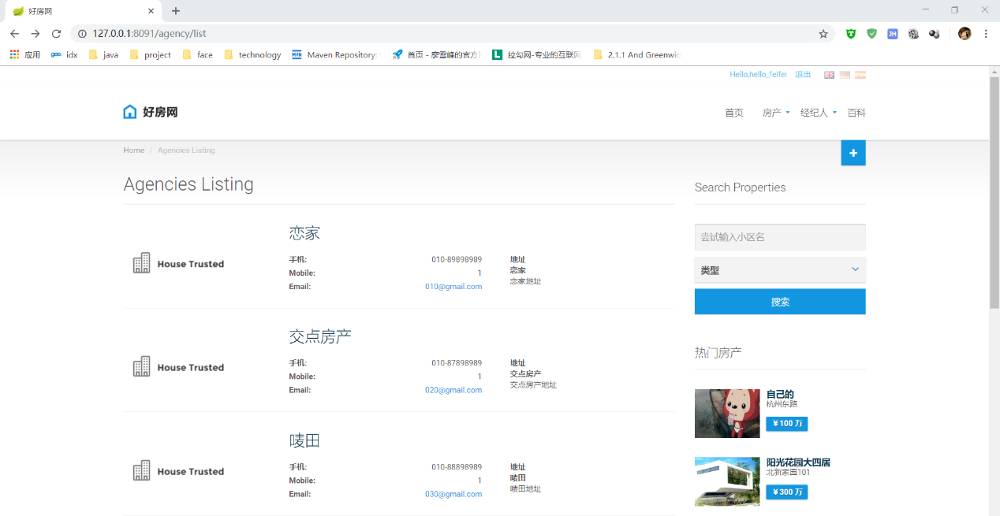 好房网
127.0.0.1:8091/agency/list
应用 idx java project face technology Maven Repository: 首页 - 廖雪峰的官方 拉勾网-专业的互联网 2.1.1 And Greenwic
Hello,hello_feifei 退出
好房网
首页 房产 经纪人 百科
Home / Agencies Listing
Agencies Listing
恋家
House Trusted
手机: 010-89898989
Mobile: 1
Email: 010@gmail.com
地址
恋家
恋家地址
交点房产
House Trusted
手机: 010-87898989
Mobile: 1
Email: 020@gmail.com
地址
交点房产
交点房产地址
唛田
House Trusted
手机: 010-88898989
Mobile: 1
Email: 030@gmail.com
地址
唛田
唛田地址
Search Properties
尝试输入小区名
类型
搜索
热门房产
自己的
杭州东路
¥100 万
阳光花园大四居
北新家园101
¥300 万